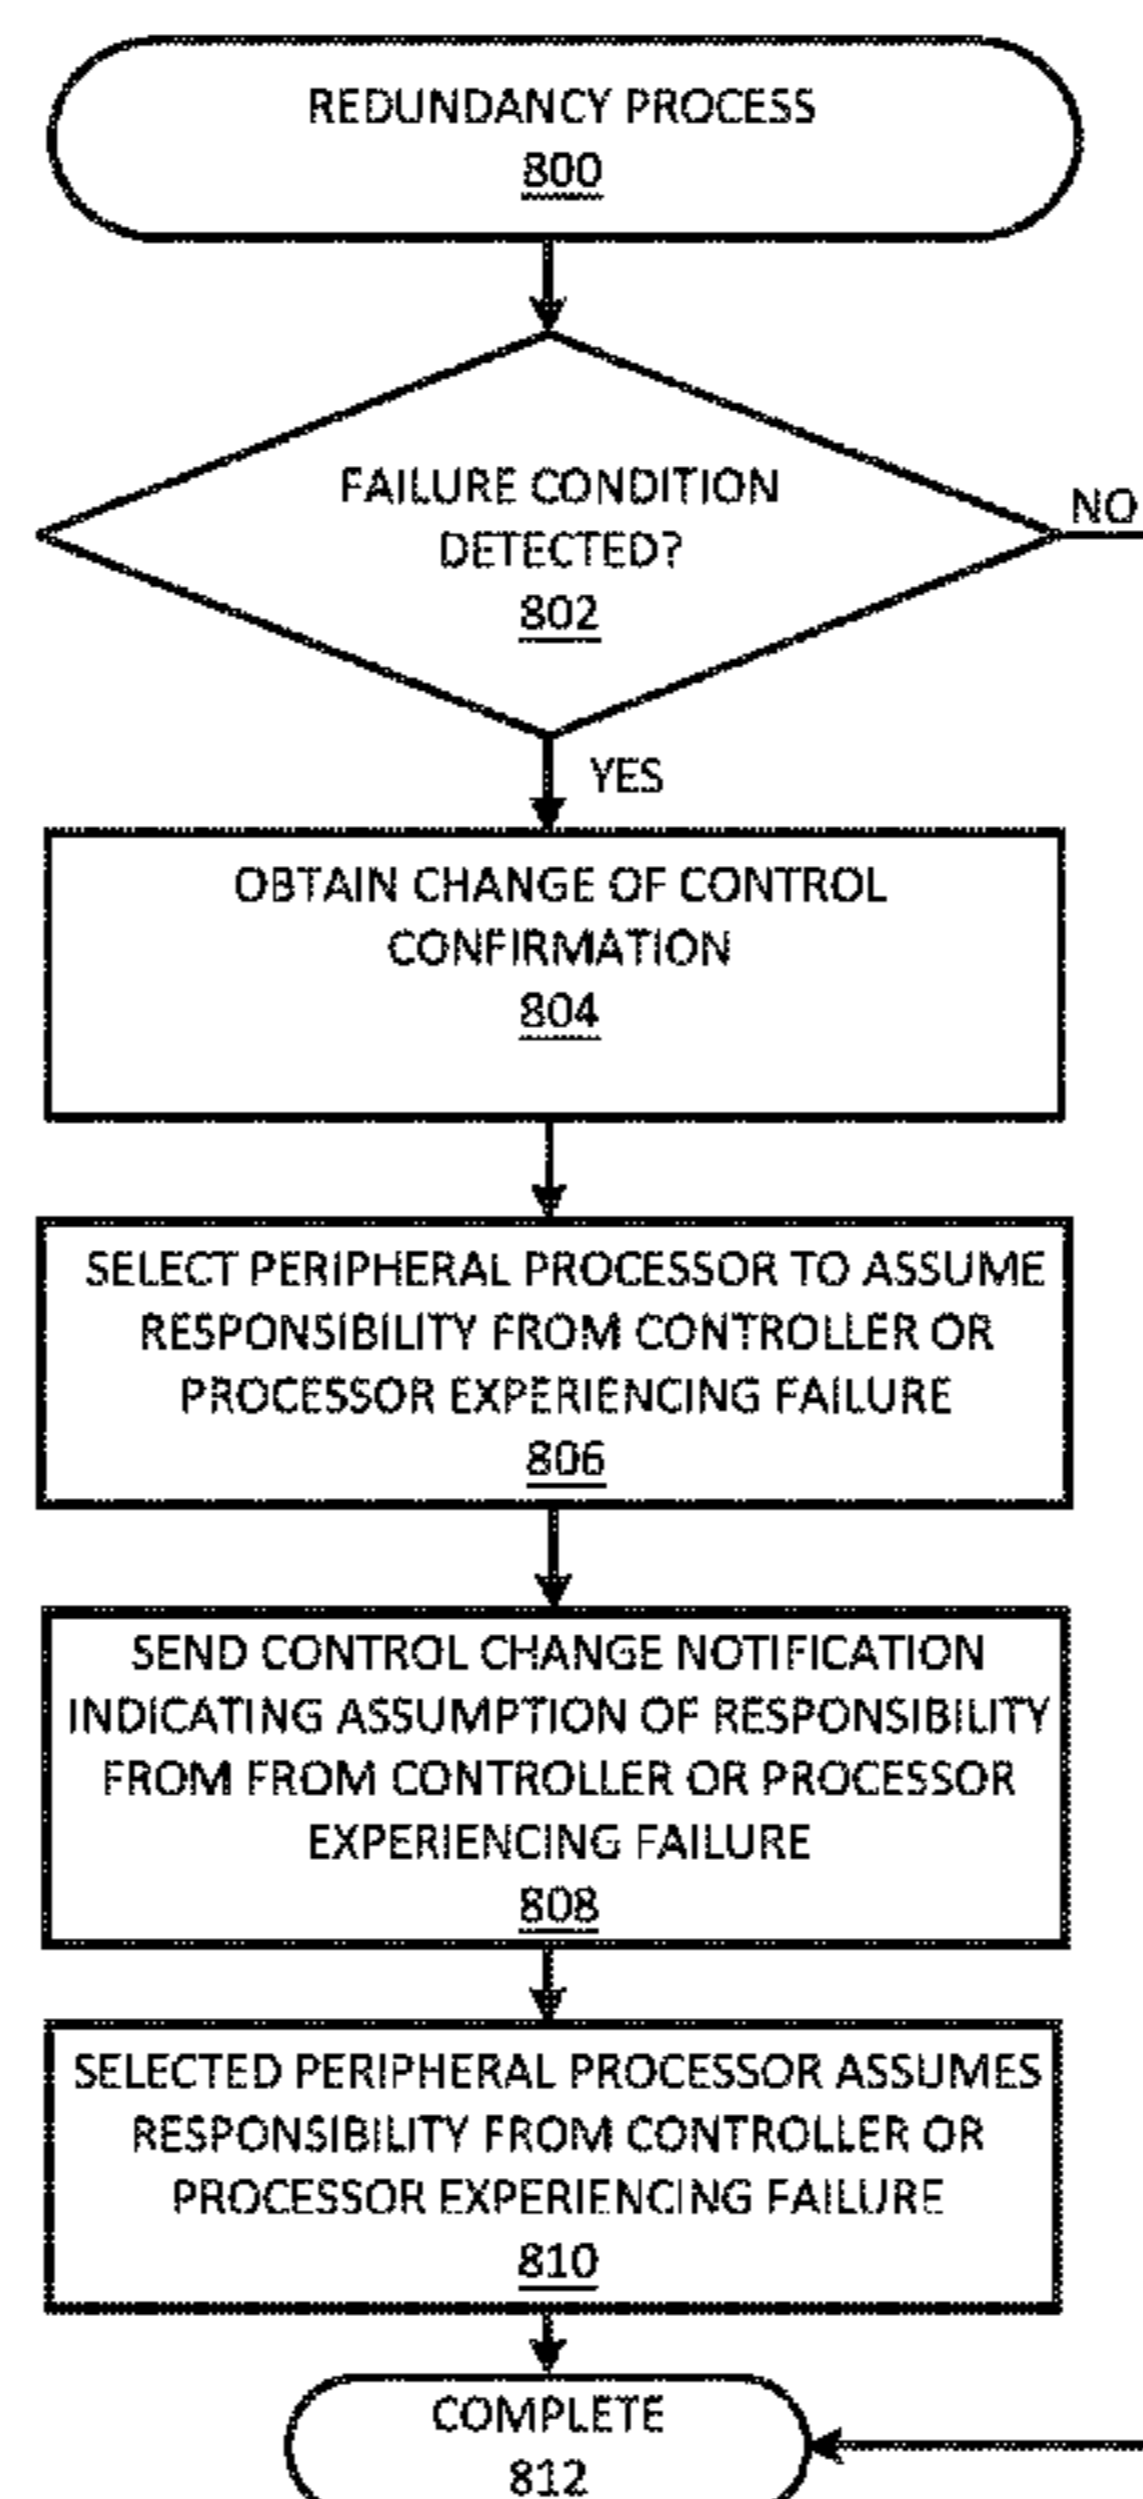 REDUNDANCY PROCESS
800
FAILURE CONDITION
DETECTED?
802
NO
YES
OBTAIN CHANGE OF CONTROL
CONFIRMATION
804
SELECT PERIPHERAL PROCESSOR TO ASSUME
RESPONSIBILITY FROM CONTROLLER OR
PROCESSOR EXPERIENCING FAILURE
806
SEND CONTROL CHANGE NOTIFICATION
INDICATING ASSUMPTION OF RESPONSIBILITY
FROM FROM CONTROLLER OR PROCESSOR
EXPERIENCING FAILURE
808
SELECTED PERIPHERAL PROCESSOR ASSUMES
RESPONSIBILITY FROM CONTROLLER OR
PROCESSOR EXPERIENCING FAILURE
810
COMPLETE
812